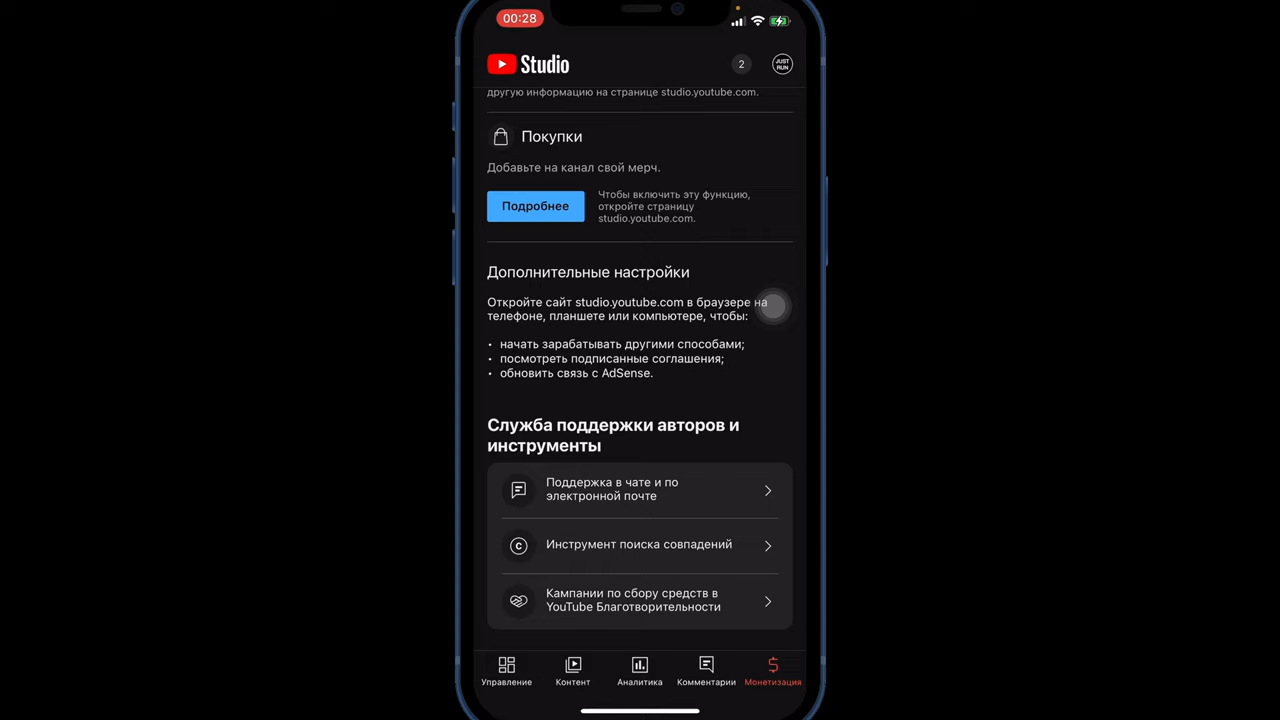 00:28
Studio
2
JUST
RUN
другую информацию на странице studio.youtube.com.
Покупки
Добавьте на канал свой мерч.
Подробнее
Чтобы включить эту функцию,
откройте страницу
studio.youtube.com.
Дополнительные настройки
Откройте сайт studio.youtube.com в браузере на
телефоне, планшете или компьютере, чтобы:
• начать зарабатывать другими способами;
• посмотреть подписанные соглашения;
• обновить связь с AdSense.
Служба поддержки авторов и
инструменты
Поддержка в чате и по
электронной почте
C
Инструмент поиска совпадений
Кампании по сбору средств в
YouTube Благотворительности
Управление
Контент
Аналитика
Комментарии
Монетизация